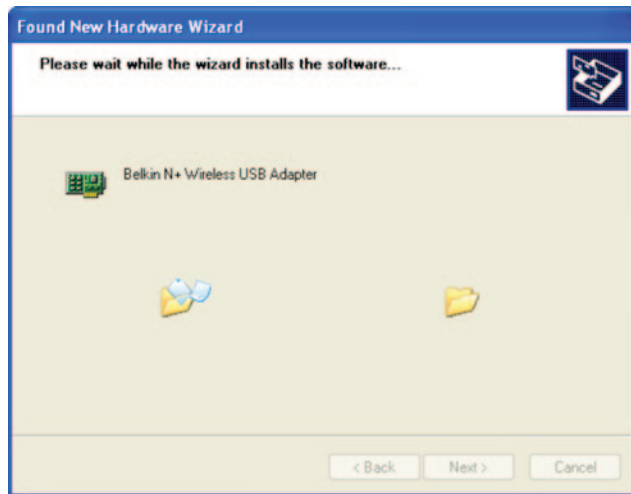 Found New Hardware Wizard
Please wait while the wizard installs the software...
Belkin N+ Wireless USB Adapter
< Back
Next >
Cancel